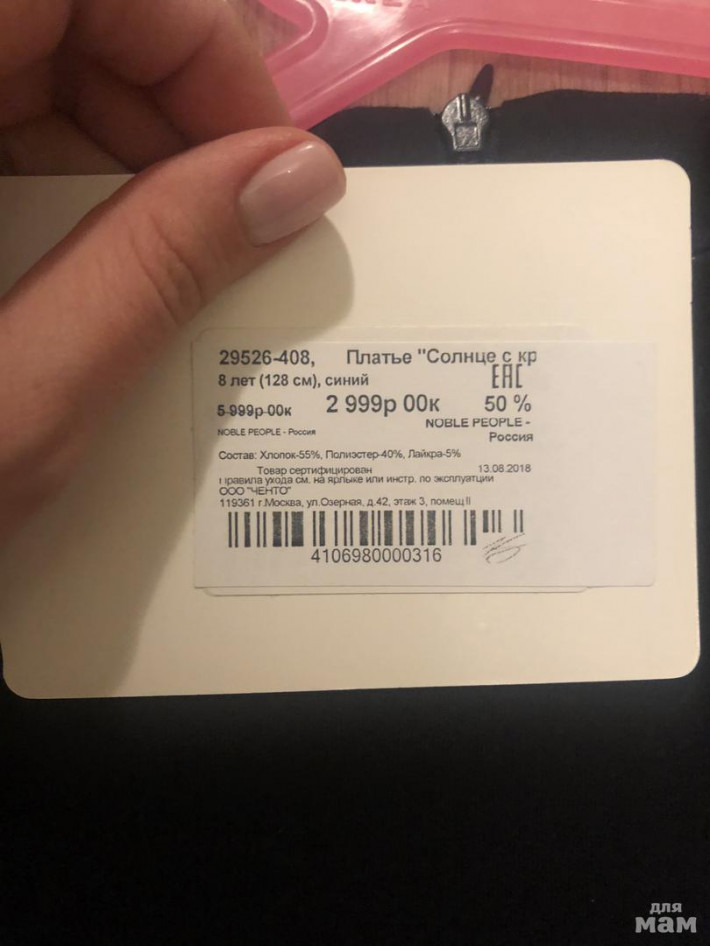 29526-408, Платье "Солнце с кр
8 лет (128 см), синий
ЕАС
5 999р 00к 2 999р 00к 50 %
NOBLE PEOPLE - Россия
NOBLE PEOPLE -
Россия
Состав: Хлопок-55%, Полиэстер-40%, Лайкра-5%
Товар сертифицирован 13.08.2018
Правила ухода см. на ярлыке или инстр. по эксплуатции
ООО "ЧЕНТО"
119361 г.Москва, ул.Озерная, д.42, этаж 3, помещ II
4106980000316
для
мам